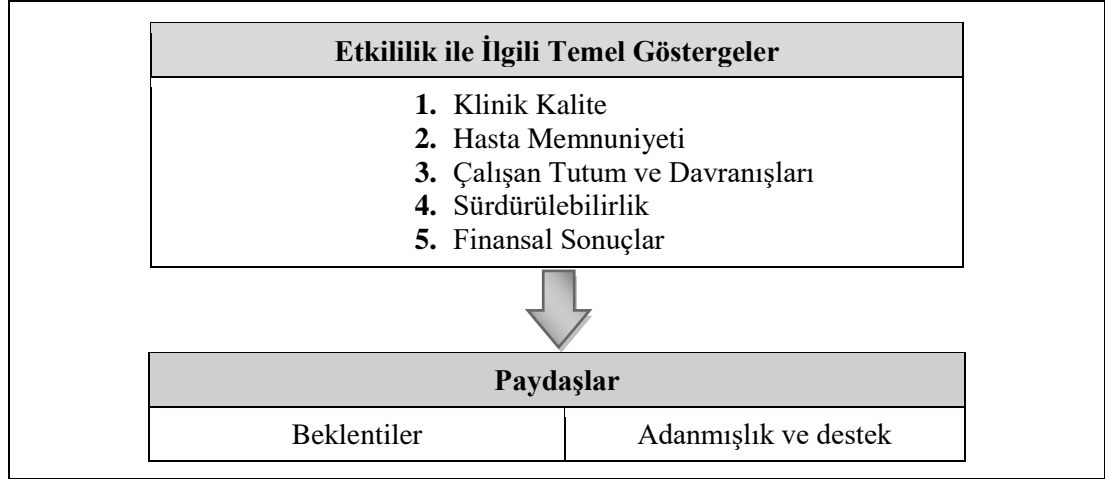 Etkililik ile İlgili Temel Göstergeler
1. Klinik Kalite
2. Hasta Memnuniyeti
3. Çalışan Tutum ve Davranışları
4. Sürdürülebilirlik
5. Finansal Sonuçlar
Paydaşlar
Beklentiler
Adanmışlık ve destek